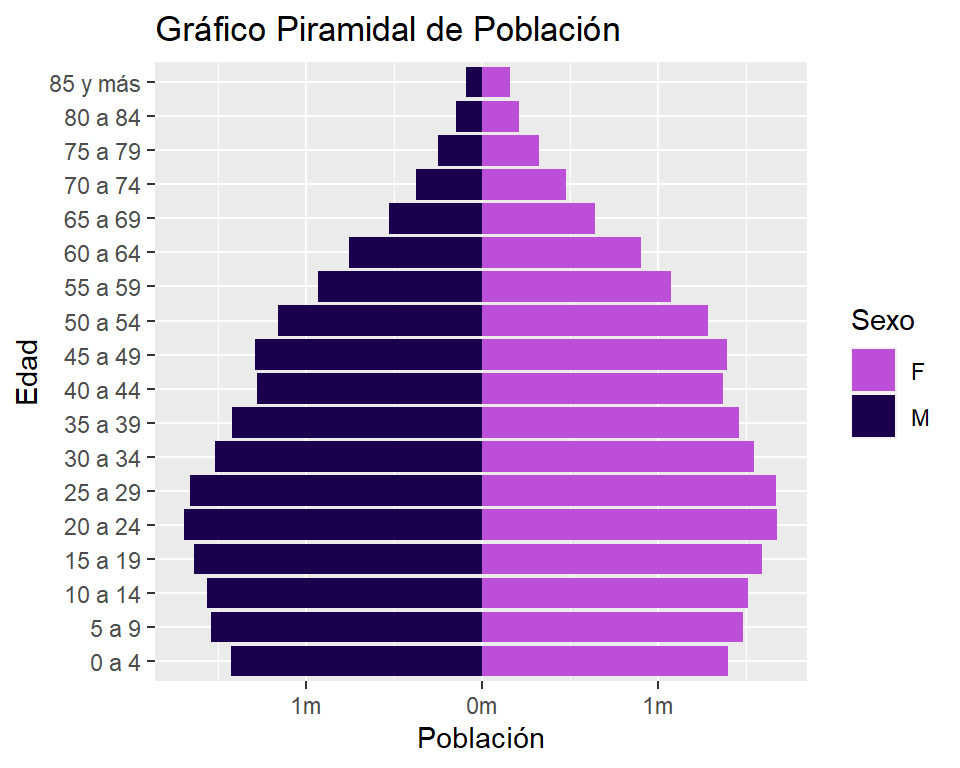 Gráfico Piramidal de Población
85 y más
80 a 84
75 a 79
70 a 74
65 a 69
60 a 64
55 a 59
50 a 54
45 a 49
40 a 44
35 a 39
30 a 34
25 a 29
20 a 24
15 a 19
10 a 14
5 a 9
0 a 4
Edad
1m 0m 1m
Población
Sexo
F
M